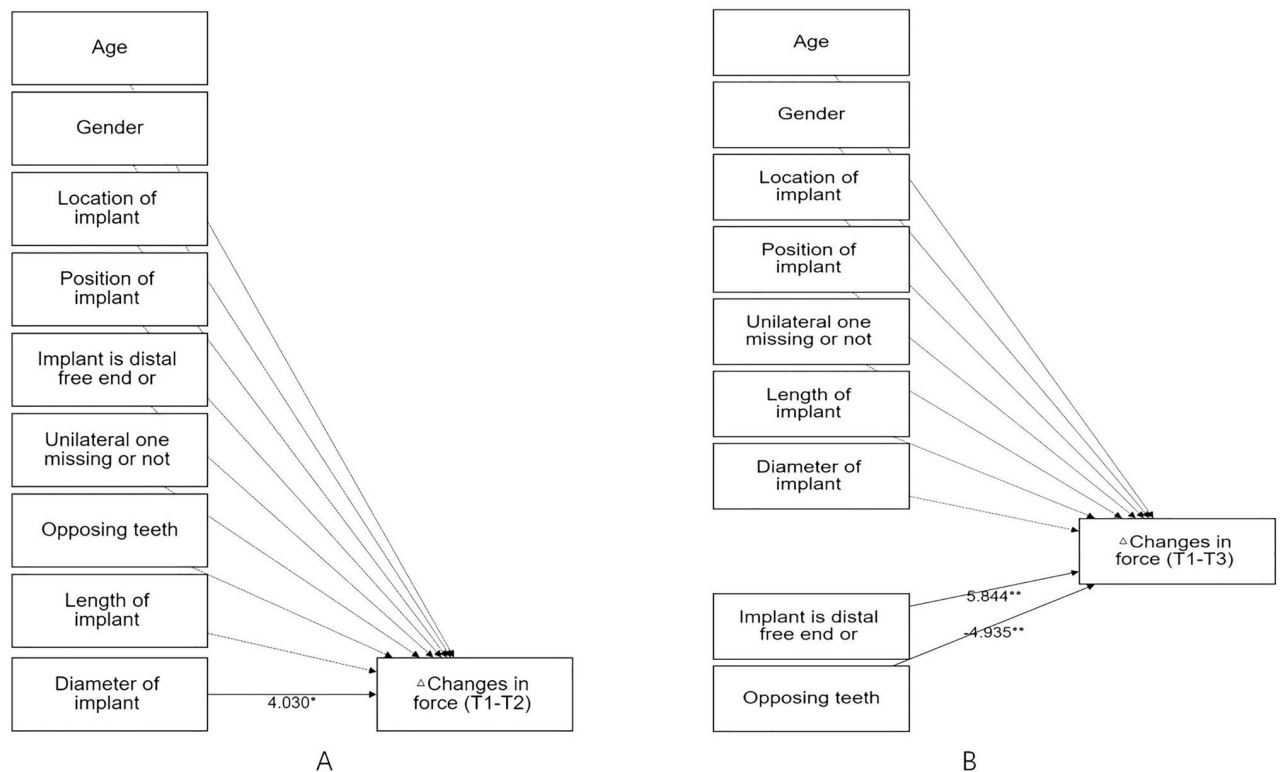 Age
Gender
Location of
implant
Position of
implant
Implant is distal
free end or
Unilateral one
missing or not
Opposing teeth
Length of
implant
Diameter of
implant
4.030*
△Changes in
force (T1-T2)
A
Age
Gender
Location of
implant
Position of
implant
Unilateral one
missing or not
Length of
implant
Diameter of
implant
△Changes in
force (T1-T3)
Implant is distal
free end or
5.844**
-4.935**
Opposing teeth
B